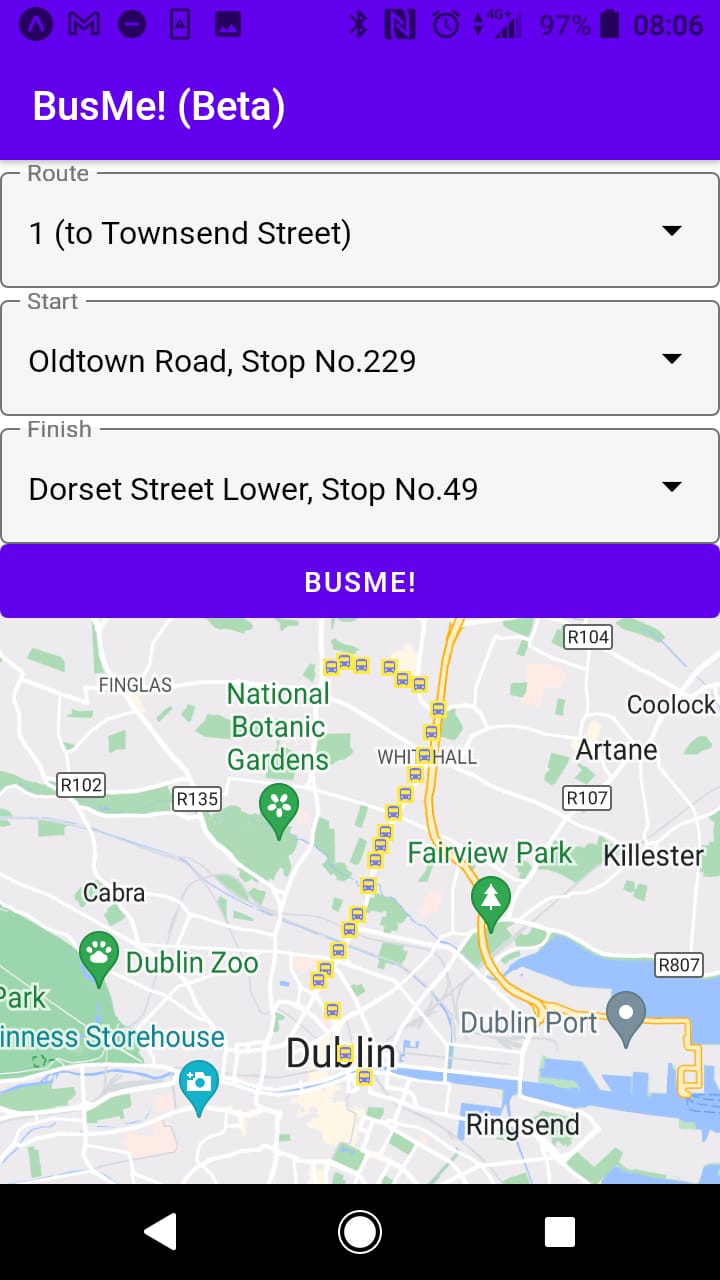 4G+ 97% 08:06
BusMe! (Beta)
Route
1 (to Townsend Street)
Start
Oldtown Road, Stop No.229
Finish
Dorset Street Lower, Stop No.49
BUSME!
R104
FINGLAS
National
Botanic
Gardens
Coolock
WHITEHALL
Artane
R102
R135
R107
Fairview Park
Killester
Cabra
Dublin Zoo
R807
Park
inness Storehouse
Dublin Port
Dublin
Ringsend